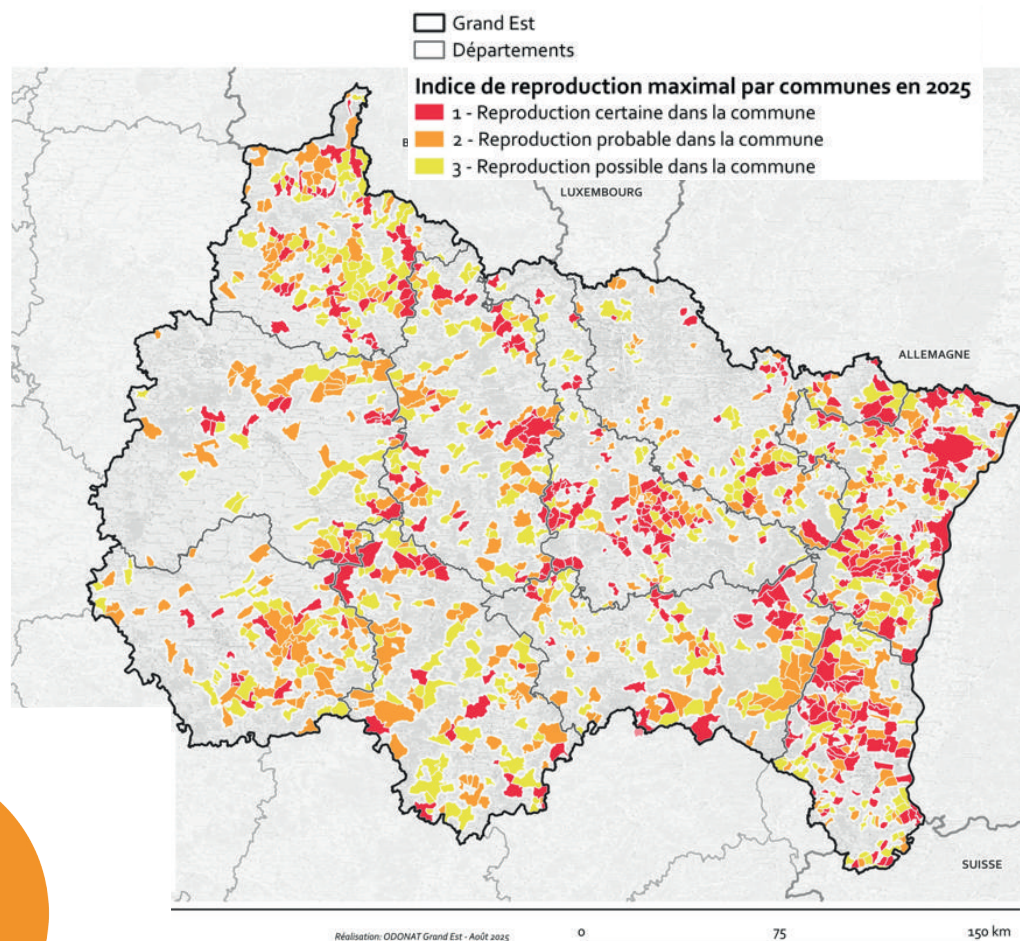 Grand Est
Départements
Indice de reproduction maximal par communes en 2025
1 - Reproduction certaine dans la commune
2 - Reproduction probable dans la commune
3 - Reproduction possible dans la commune
B
LUXEMBOURG
ALLEMAGNE
SUISSE
Réalisation: ODONAT Grand Est - Août 2025
0 75 150 km